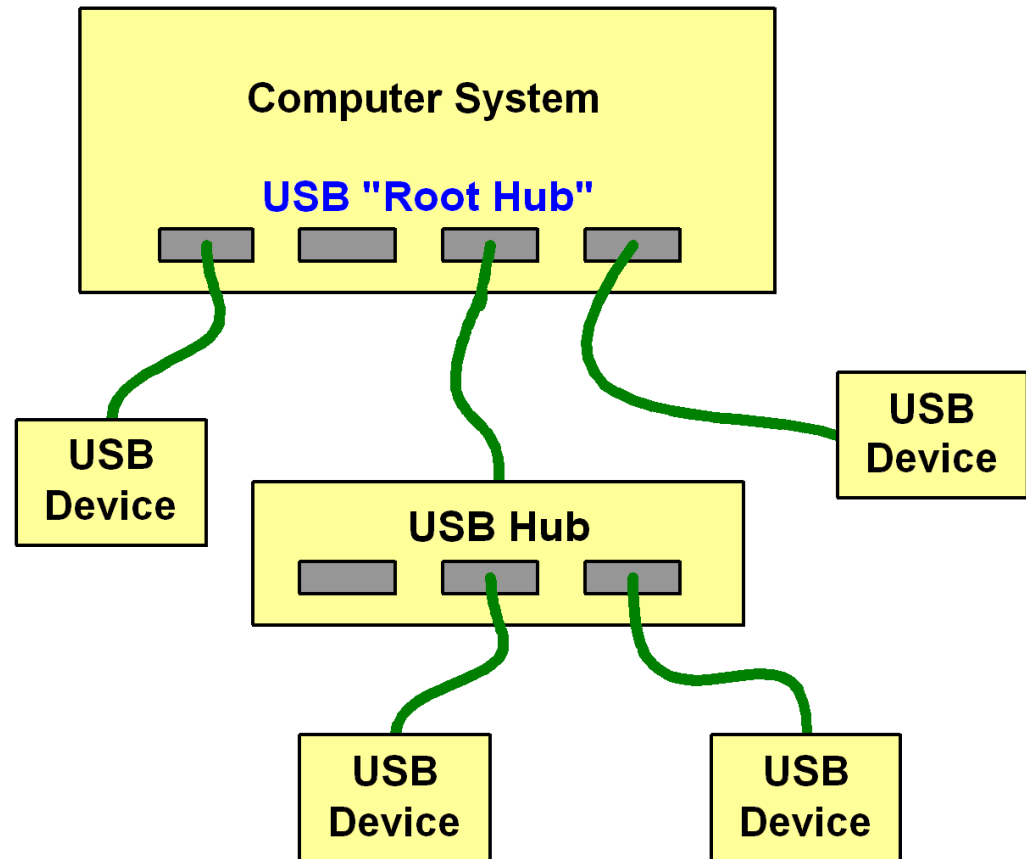 Computer System
USB "Root Hub"
USB
Device
USB
Device
USB Hub
USB
Device
USB
Device